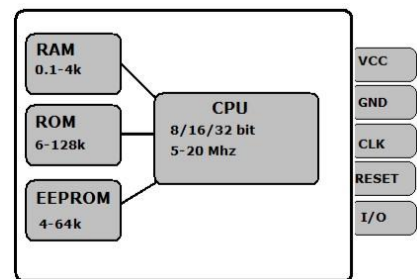 RAM
0.1-4k
ROM
6-128k
EEPROM
4-64k
CPU
8/16/32 bit
5-20 Mhz
VCC
GND
CLK
RESET
I/O